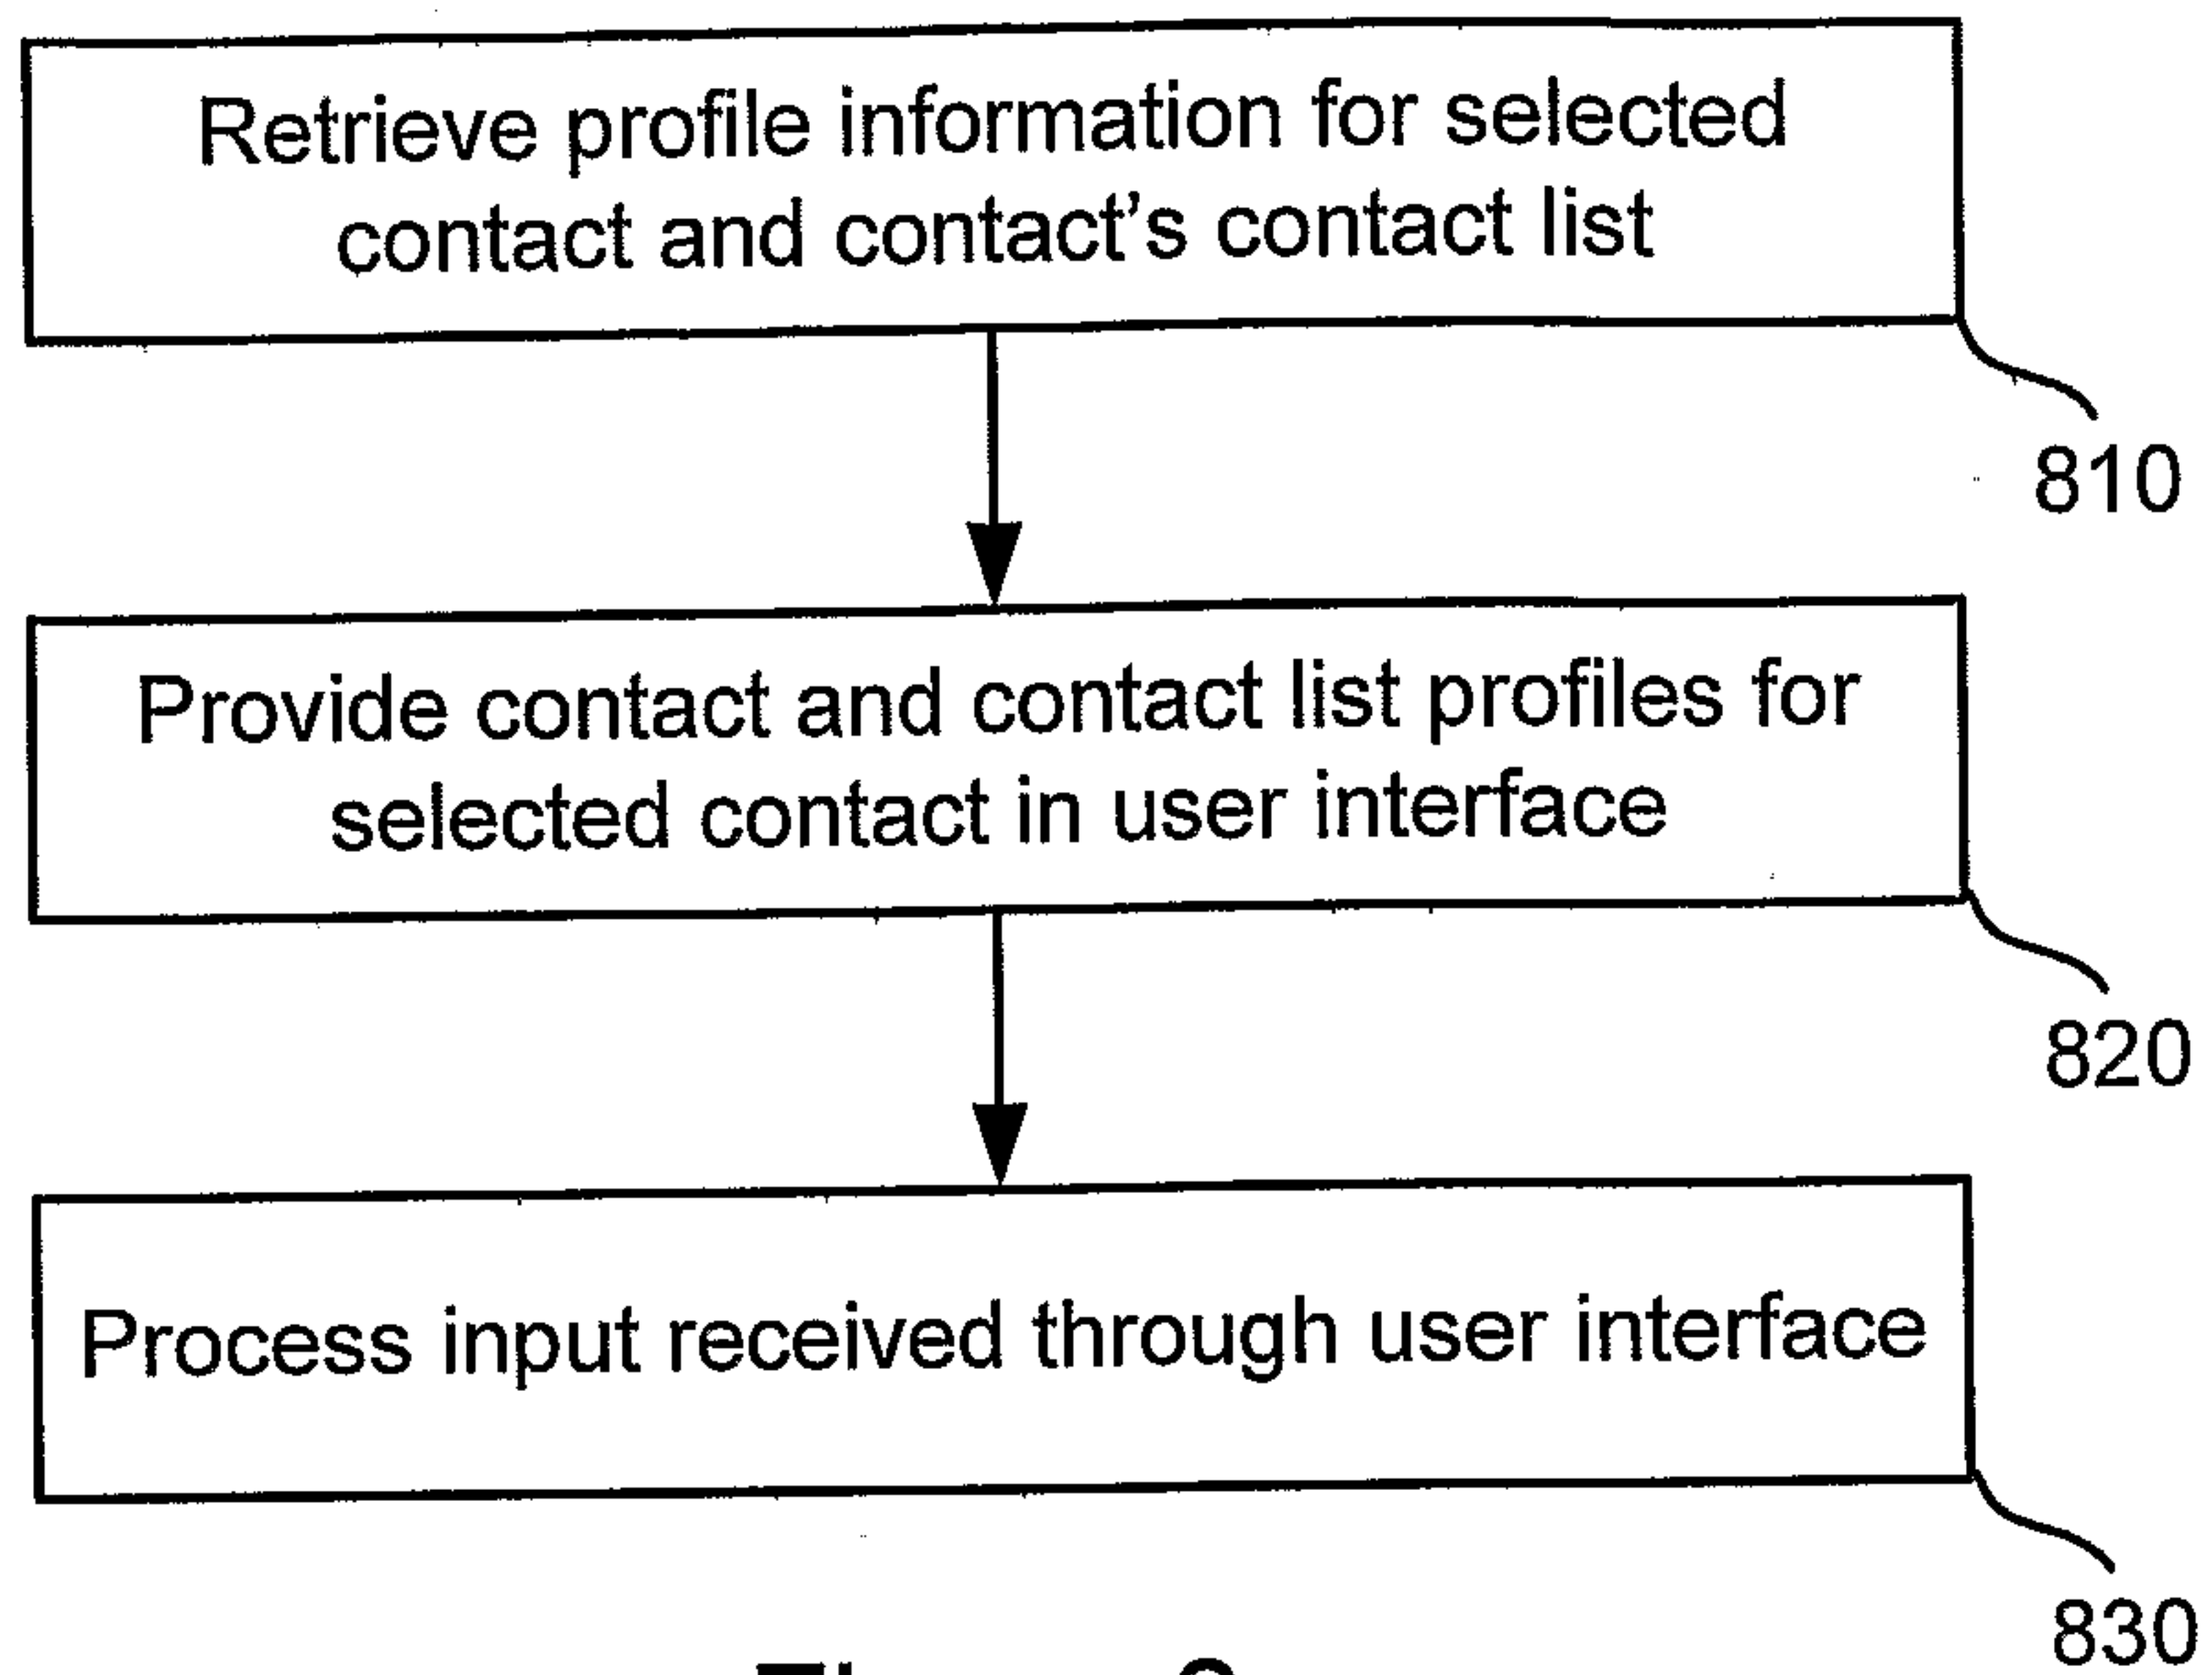 Retrieve profile information for selected
contact and contact's contact list
810
Provide contact and contact list profiles for
selected contact in user interface
820
Process input received through user interface
830